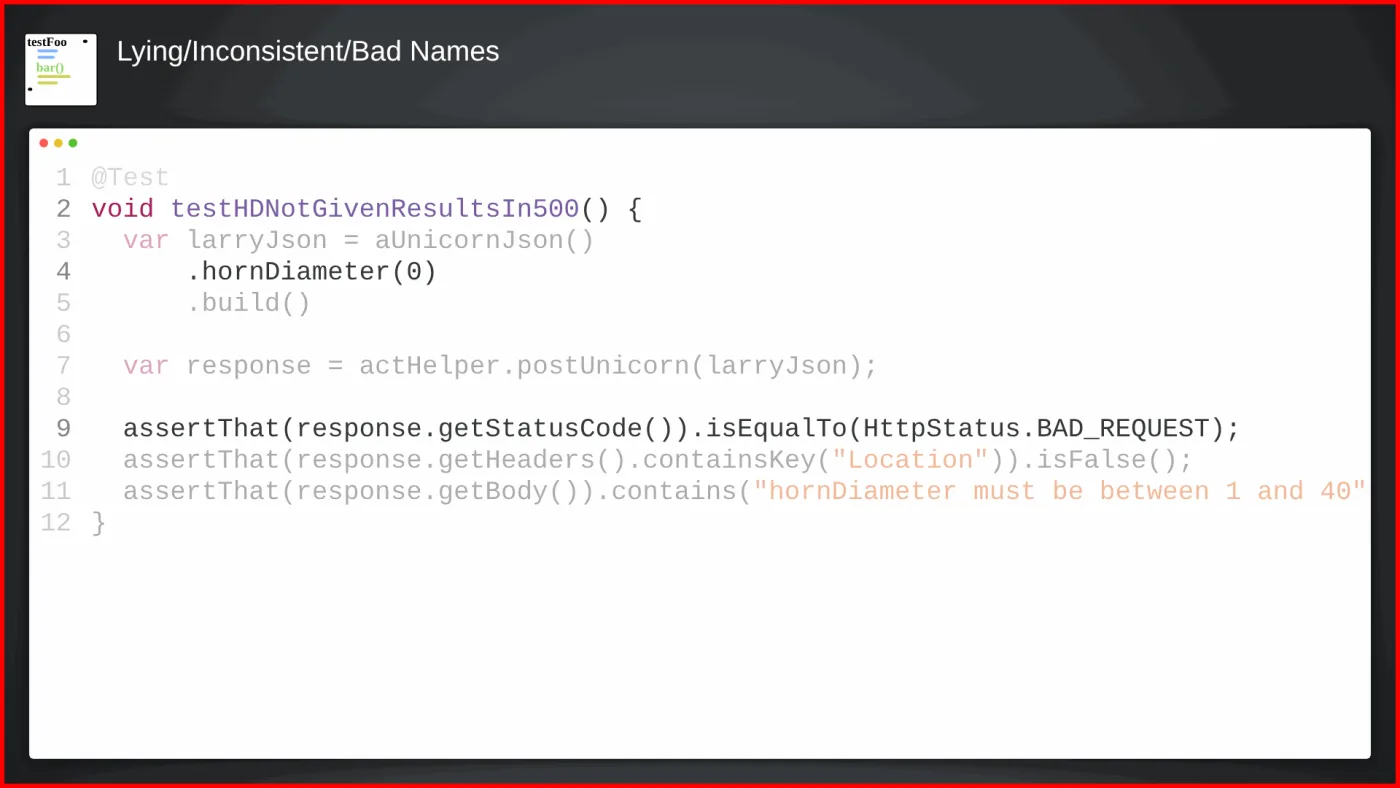 testFoo
bar()
Lying/Inconsistent/Bad Names
1 @Test
2 void testHDNotGivenResultsIn500() {
3   var larryJson = aUnicornJson()
4       .hornDiameter(0)
5       .build()
6
7   var response = actHelper.postUnicorn(larryJson);
8
9   assertThat(response.getStatusCode()).isEqualTo(HttpStatus.BAD_REQUEST);
10   assertThat(response.getHeaders().containsKey("Location")).isFalse();
11   assertThat(response.getBody()).contains("hornDiameter must be between 1 and 40"
12 }